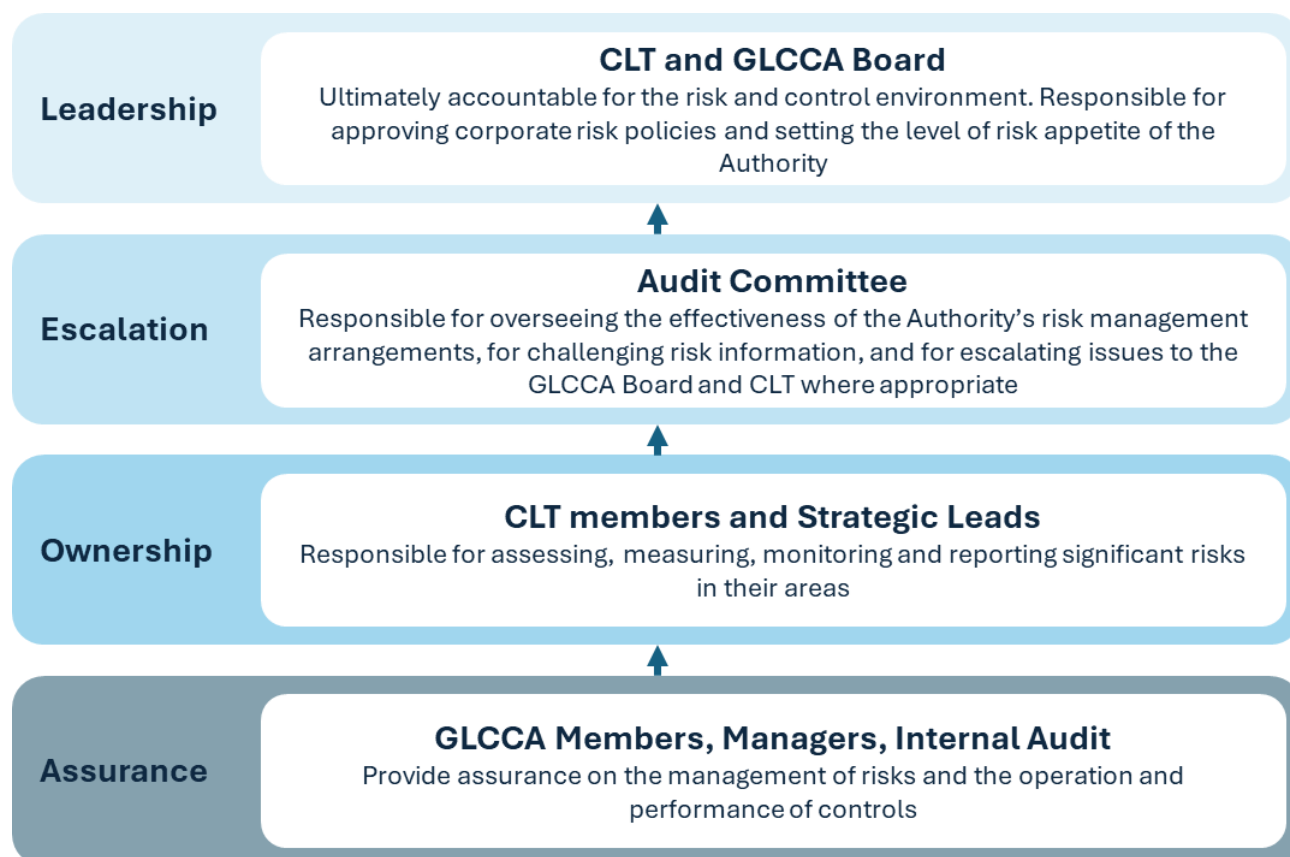 Leadership
CLT and GLCCA Board
Ultimately accountable for the risk and control environment. Responsible for
approving corporate risk policies and setting the level of risk appetite of the
Authority
Escalation
Audit Committee
Responsible for overseeing the effectiveness of the Authority’s risk management
arrangements, for challenging risk information, and for escalating issues to the
GLCCA Board and CLT where appropriate
Ownership
CLT members and Strategic Leads
Responsible for assessing, measuring, monitoring and reporting significant risks
in their areas
Assurance
GLCCA Members, Managers, Internal Audit
Provide assurance on the management of risks and the operation and
performance of controls